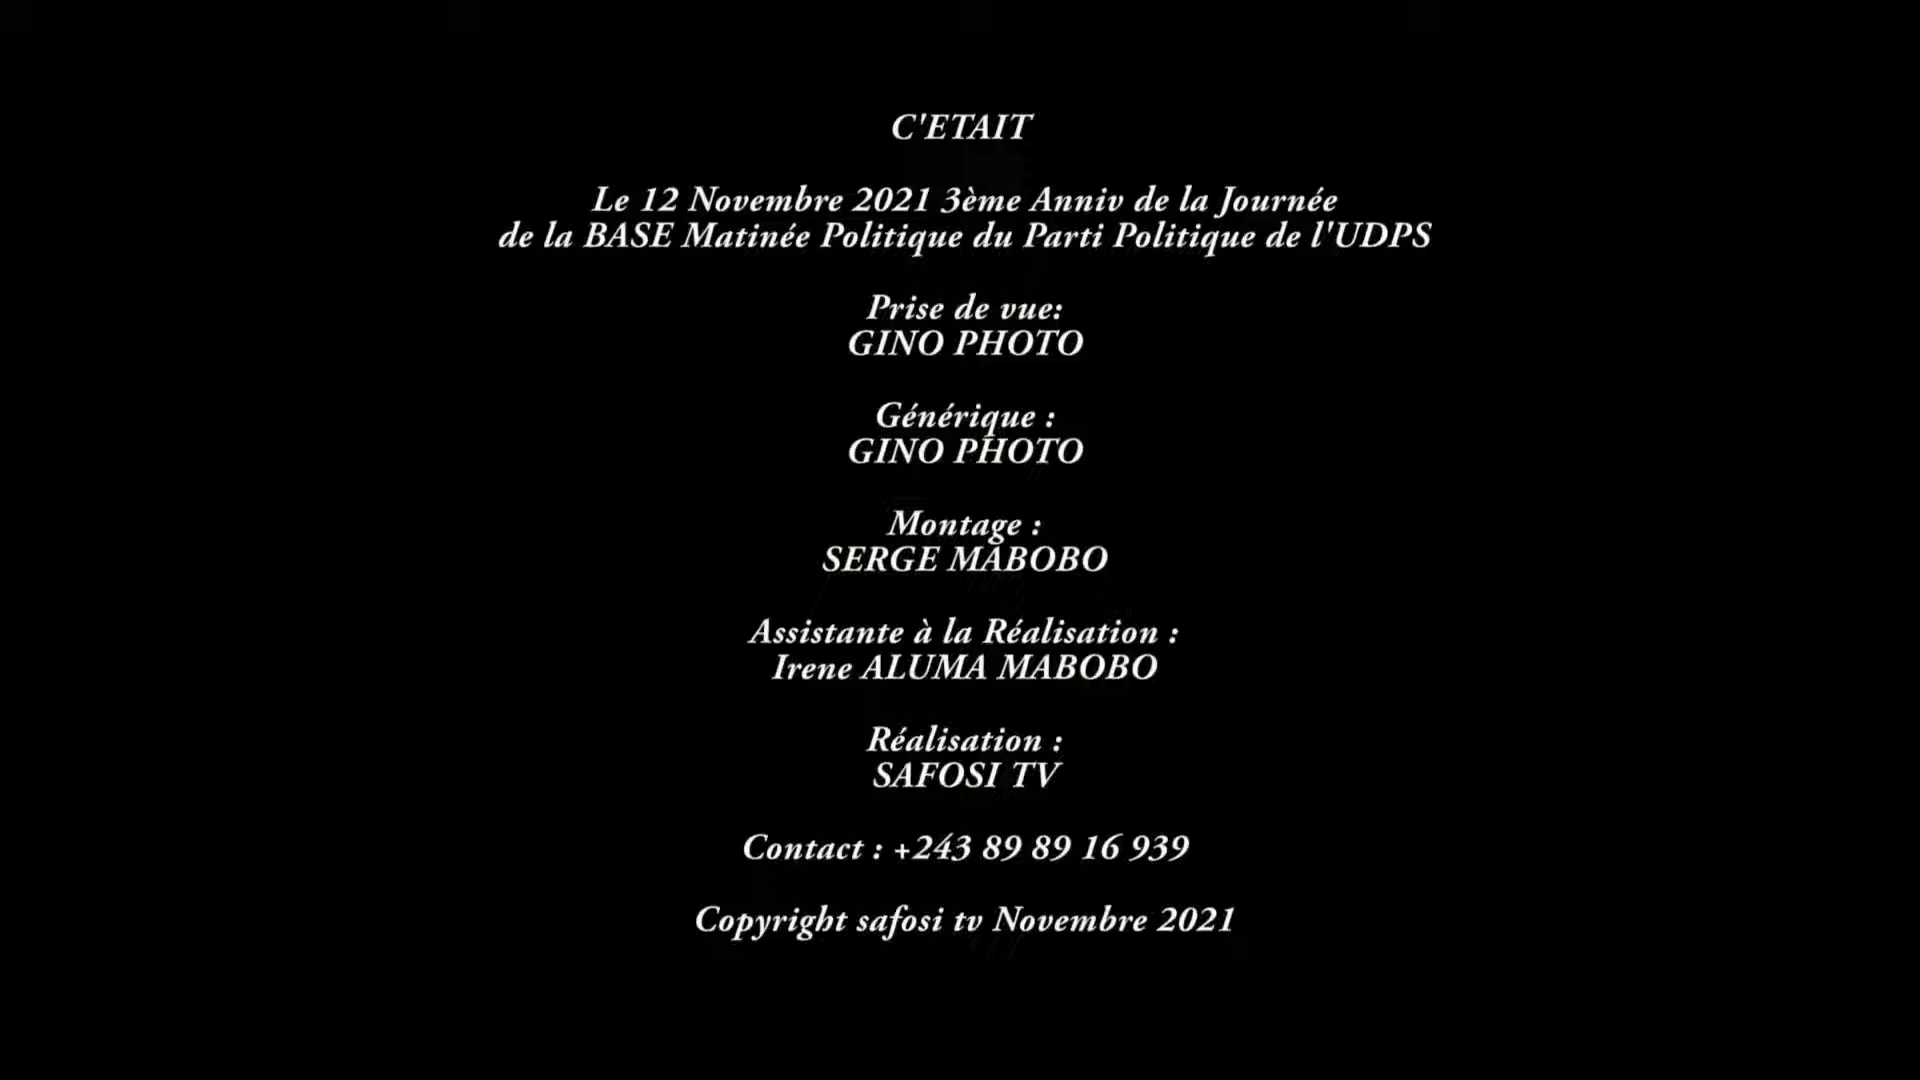 C'ETAIT
Le 12 Novembre 2021 3ème Anniv de la Journée
de la BASE Matinée Politique du Parti Politique de l'UDPS
Prise de vue:
GINO PHOTO
Générique :
GINO PHOTO
Montage :
SERGE MABOBO
Assistante à la Réalisation :
Irene ALUMA MABOBO
Réalisation :
SAFOSI TV
Contact : +243 89 89 16 939
Copyright safosi tv Novembre 2021